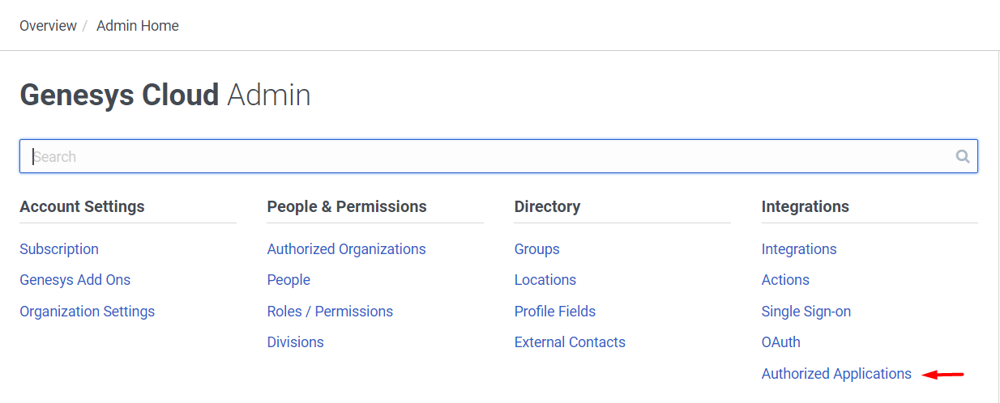 Overview / Admin Home
Genesys Cloud Admin
Search
Account Settings
Subscription
Genesys Add Ons
Organization Settings
People & Permissions
Authorized Organizations
People
Roles / Permissions
Divisions
Directory
Groups
Locations
Profile Fields
External Contacts
Integrations
Integrations
Actions
Single Sign-on
OAuth
Authorized Applications